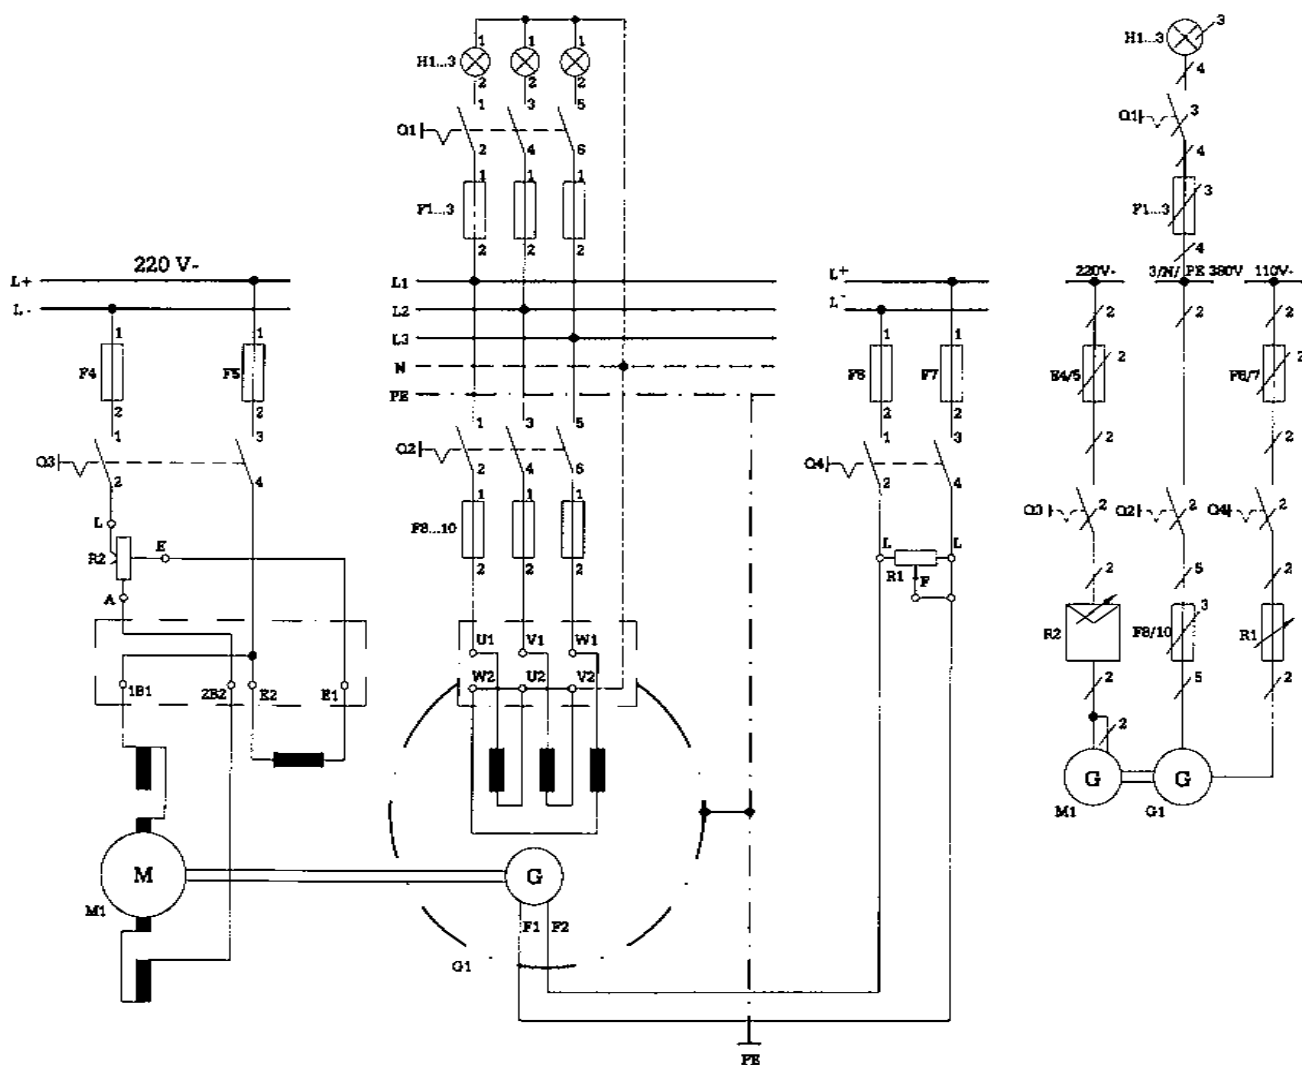 1 1 1 3
H1...3 H1...3
2 2 2 4
1 3 5
Q1 3 Q1
2 4 6 4
1 1 1
F1...3 3 F1...3
2 2 2 4
220 V- 220V- 3/N/ PE 380V 110V-
L+ L1 L+
L- L2 L- 2 2 2
L3
1 1 1 1
F4 F5 N F6 F7 E4/5 2 F6/7 2
2 2 PE 2 2
1 3 1 3 5 1 3 2 2
Q3 Q2 Q4
2 4 2 4 6 2 4
1 1 1
F8...10 Q3 2 Q2 2 Q4 2
L
R2 E 2 2 2 L L 2 5 2
R1 F
A R2 F8/10 3 R1
U1 V1 W1
1B1 2B2 E2 E1 W2 U2 V2 2 5 2
2
G G
M1 G1
M G
M1
F1 F2
G1
PE